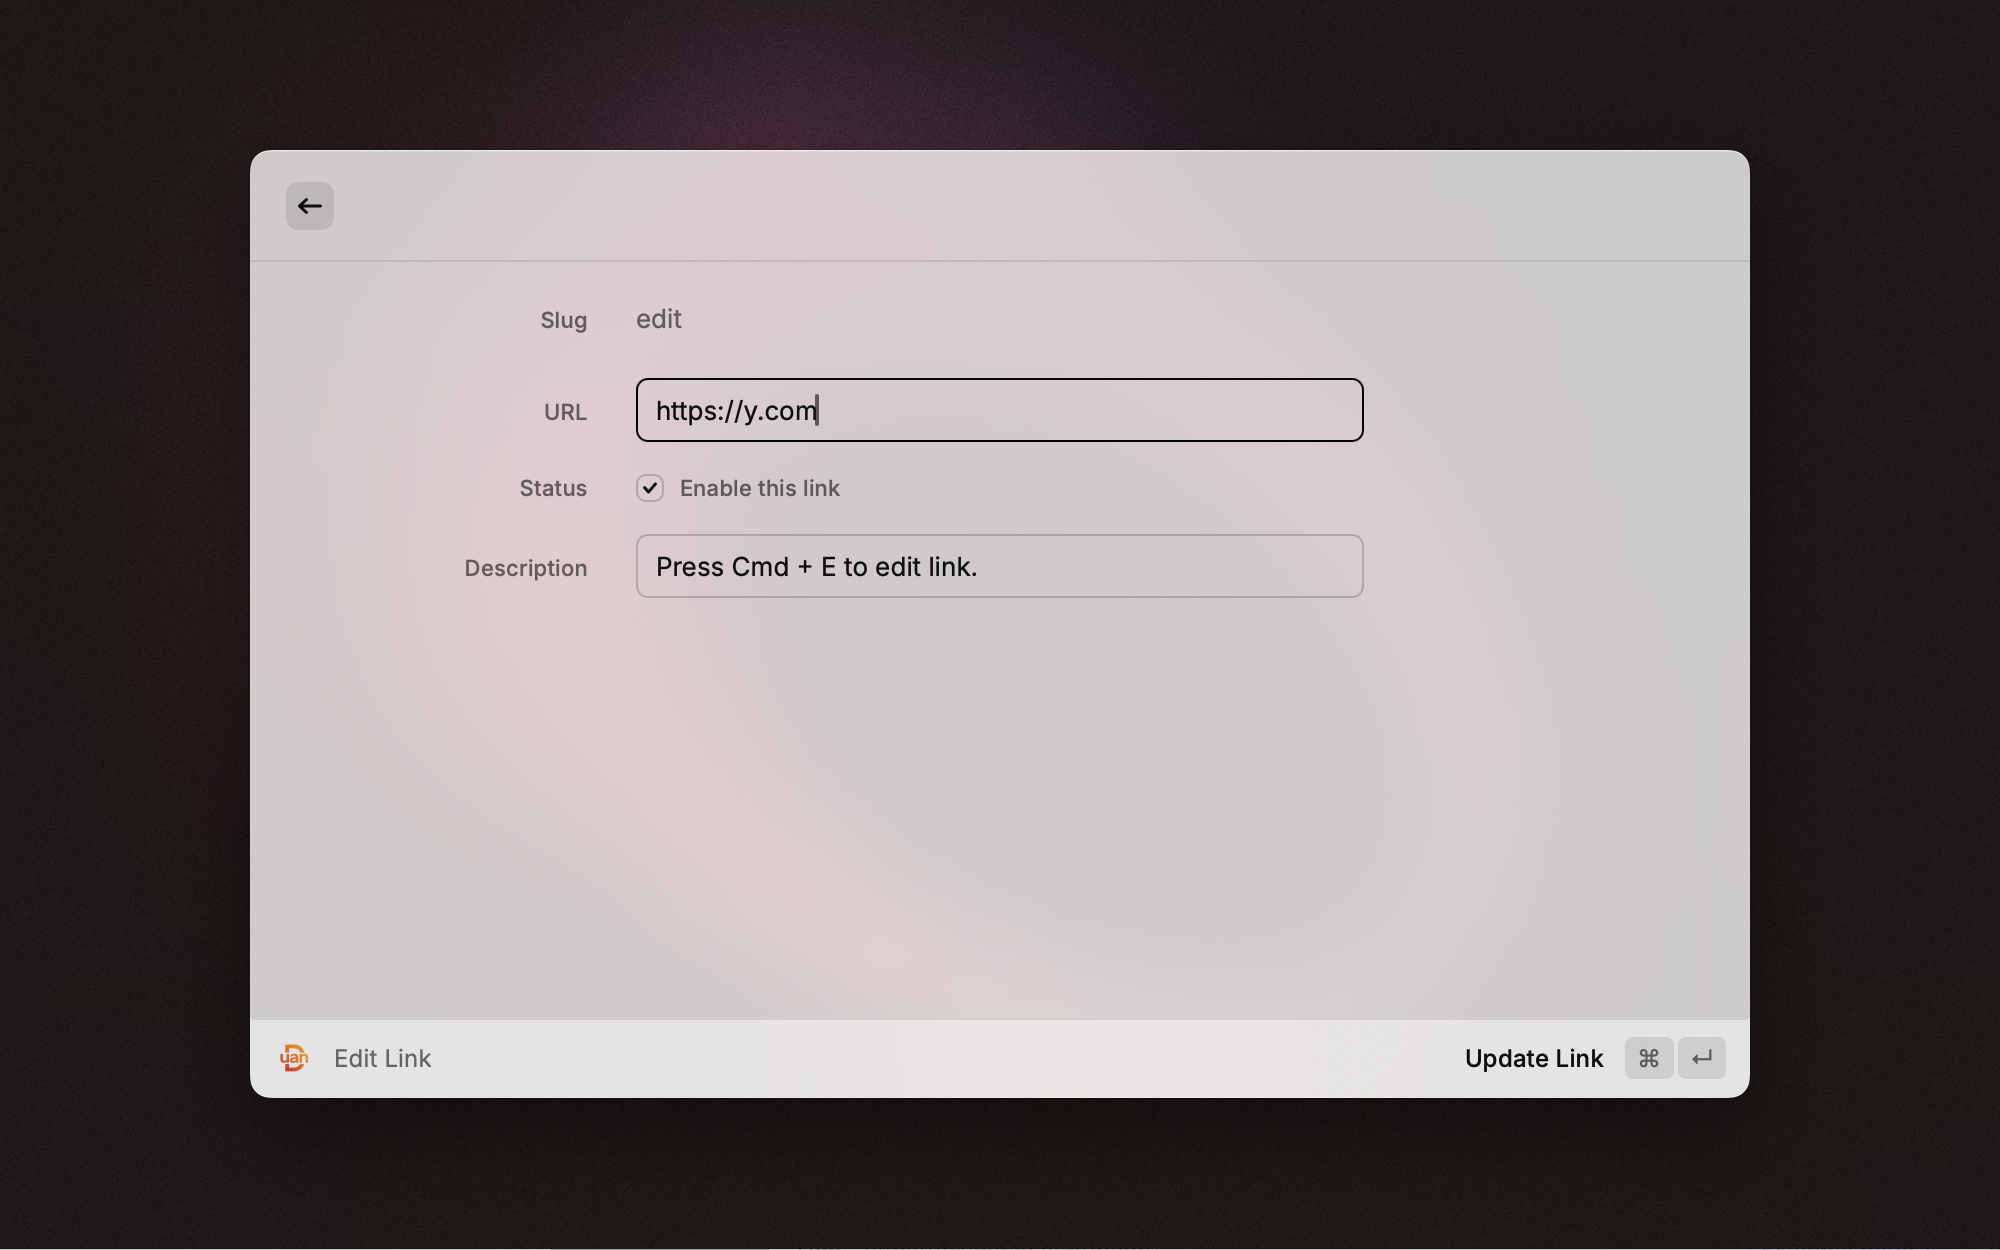 Slug edit
URL https://y.com
Status Enable this link
Description Press Cmd + E to edit link.
Duan Edit Link Update Link ⌘ ↵